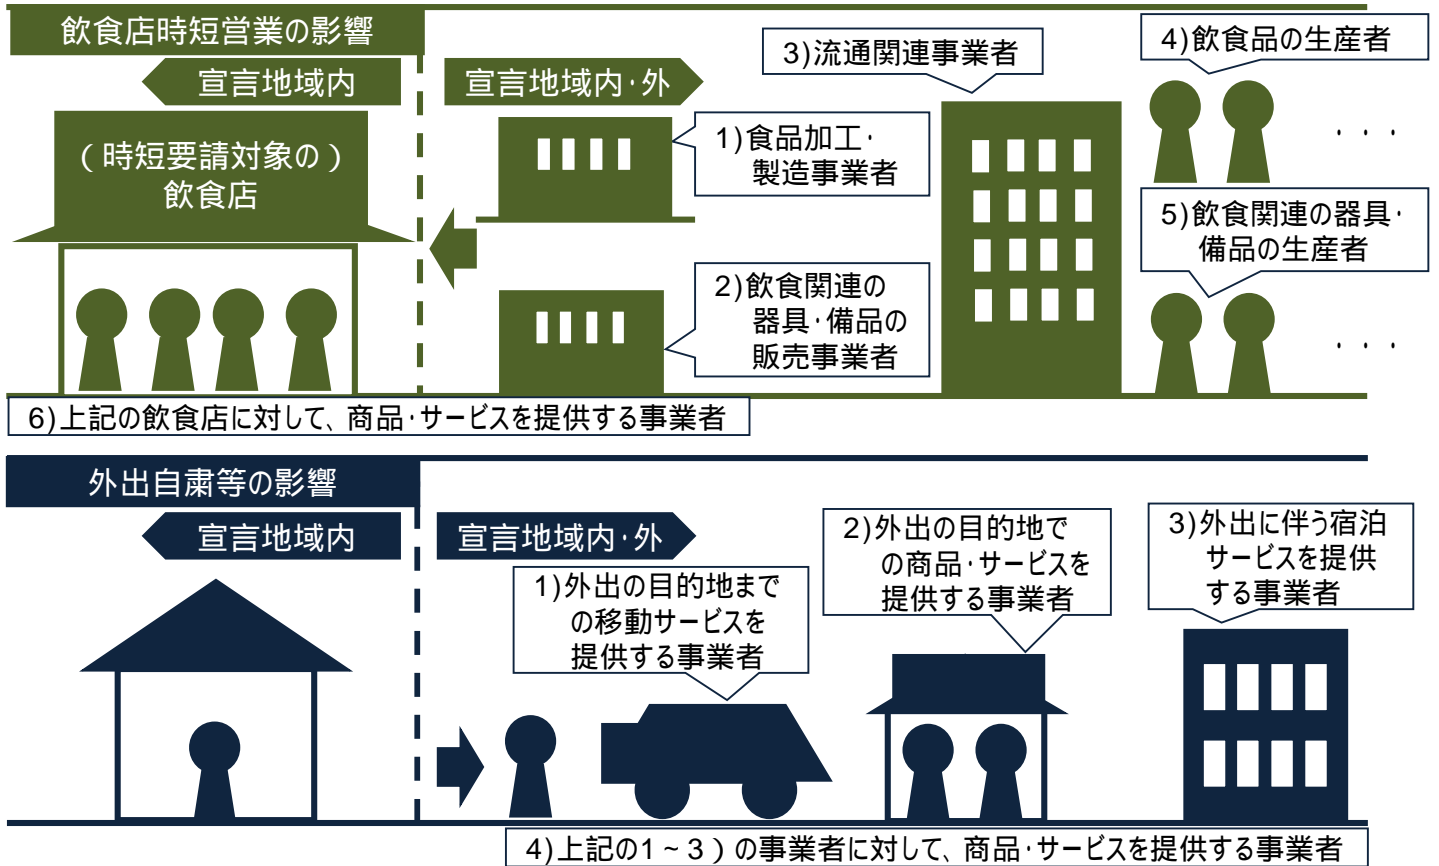 飲食店時短営業の影響
宣言地域内
宣言地域内･外
（時短要請対象の）
飲食店
1)食品加工･
製造事業者
2)飲食関連の
器具･備品の
販売事業者
3)流通関連事業者
4)飲食品の生産者
･ ･ ･
5)飲食関連の器具･
備品の生産者
･ ･ ･
6)上記の飲食店に対して、商品･サービスを提供する事業者
外出自粛等の影響
宣言地域内
宣言地域内･外
1)外出の目的地まで
の移動サービスを
提供する事業者
2)外出の目的地で
の商品･サービスを
提供する事業者
3)外出に伴う宿泊
サービスを提供
する事業者
4)上記の1～3）の事業者に対して、商品･サービスを提供する事業者